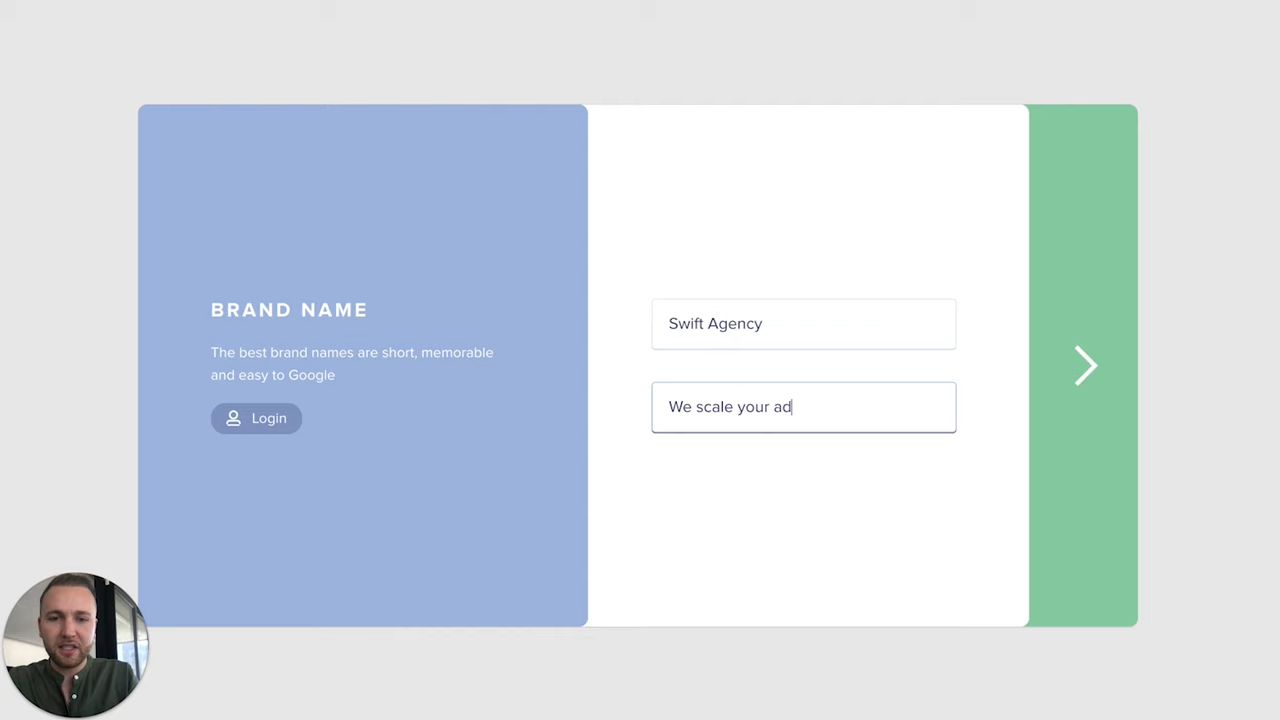 BRAND NAME
The best brand names are short, memorable
and easy to Google
Login
Swift Agency
We scale your ad